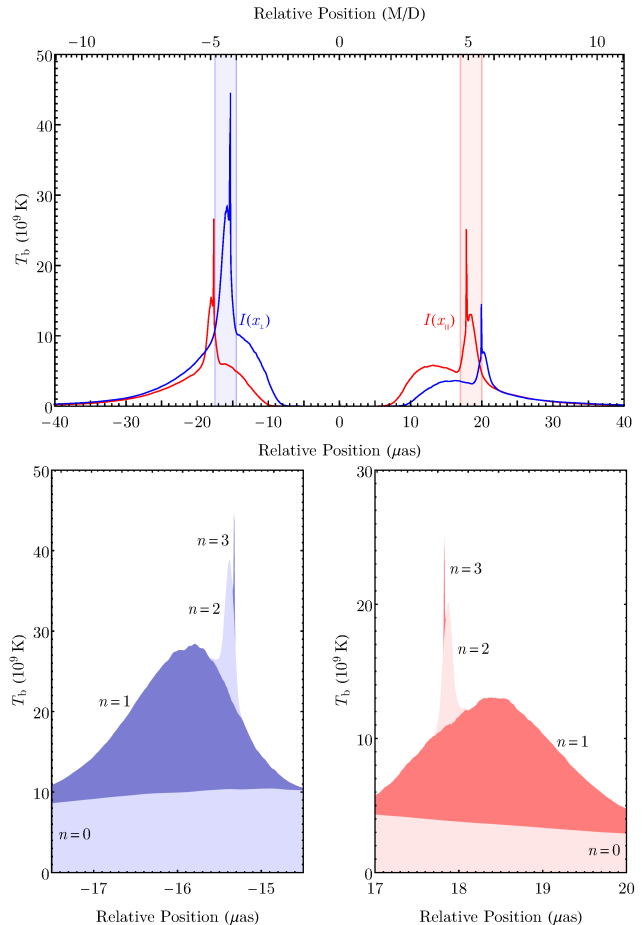 Relative Position (M/D)
−10 −5 0 5 10
50
40
30
20
10
0
T_b (10^9 K)
I(x_⊥)
I(x_||)
−40 −30 −20 −10 0 10 20 30 40
Relative Position (μas)
50
40
30
20
10
0
T_b (10^9 K)
n=3
n=2
n=1
n=0
−17 −16 −15
Relative Position (μas)
30
20
10
0
T_b (10^9 K)
n=3
n=2
n=1
n=0
17 18 19 20
Relative Position (μas)